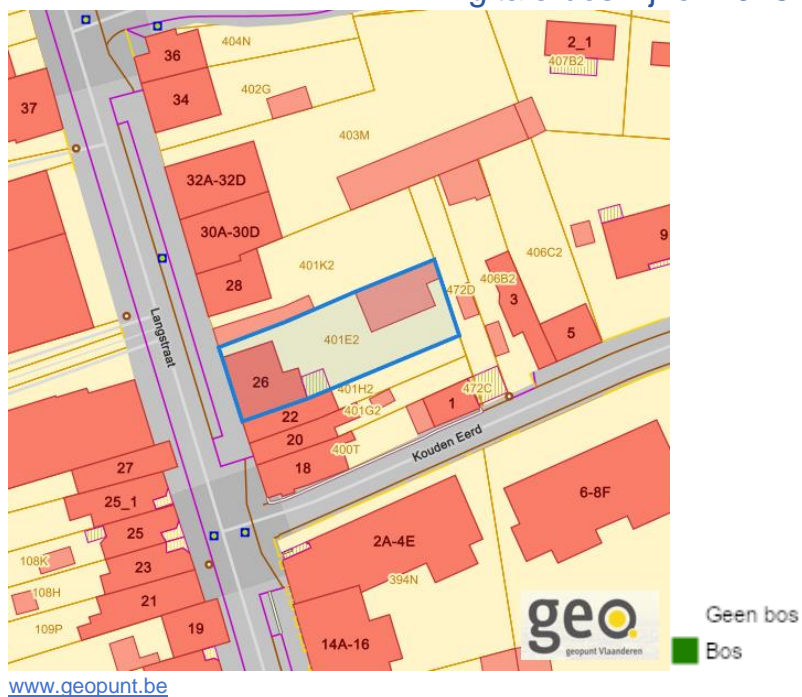 36
404N
2_1
407B2
34
402G
37
403M
32A-32D
30A-30D
9
406C2
401K2
28
472D
406B2
3
Langstraat
401E2
5
26
401H2
472C
22
401G2
1
20
400T
Kouden Eerd
18
27
6-8F
25_1
25
2A-4E
108K
23
394N
108H
21
109P
19
14A-16
geo.
geopunt Vlaanderen
Geen bos
Bos
www.geopunt.be